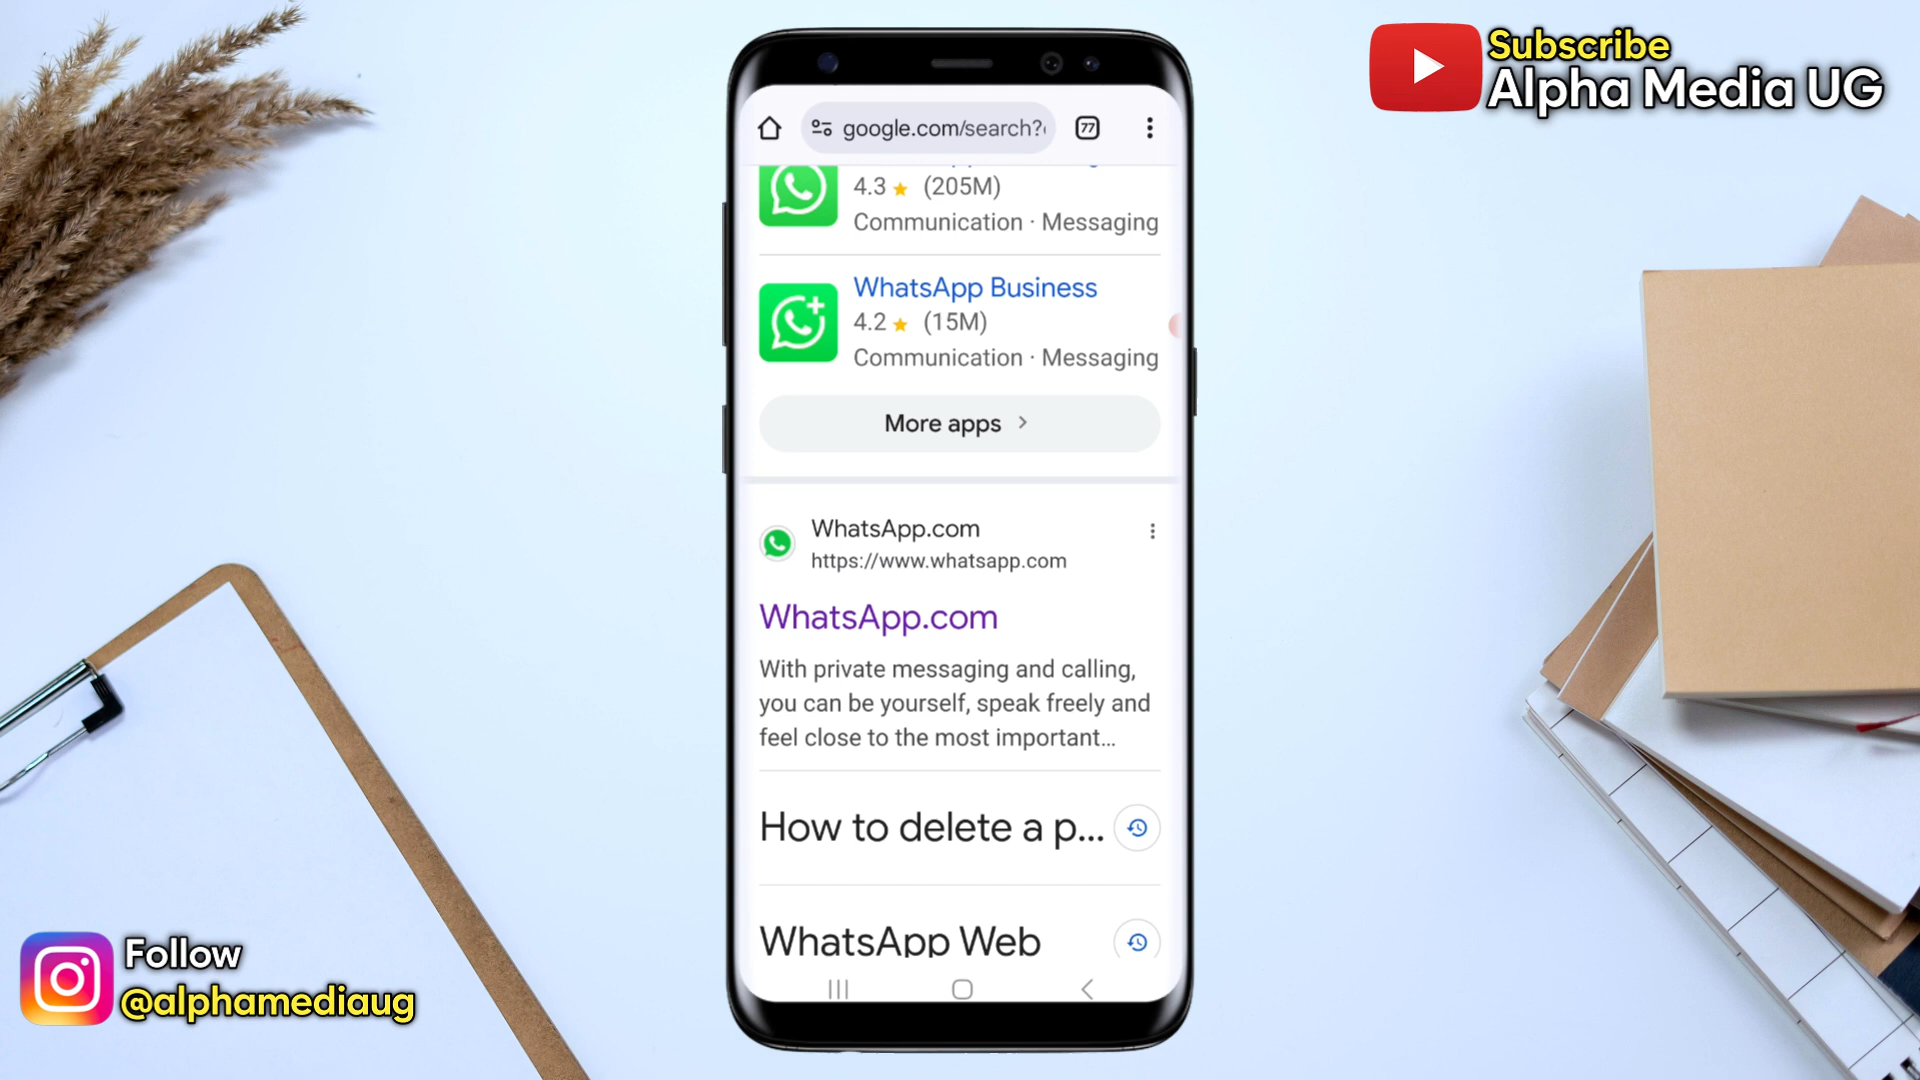 Subscribe
Alpha Media UG
google.com/search?
77
4.3 ★ (205M)
Communication · Messaging
WhatsApp Business
4.2 ★ (15M)
Communication · Messaging
More apps
WhatsApp.com
https://www.whatsapp.com
WhatsApp.com
With private messaging and calling,
you can be yourself, speak freely and
feel close to the most important...
How to delete a p...
WhatsApp Web
Follow
@alphamediaug